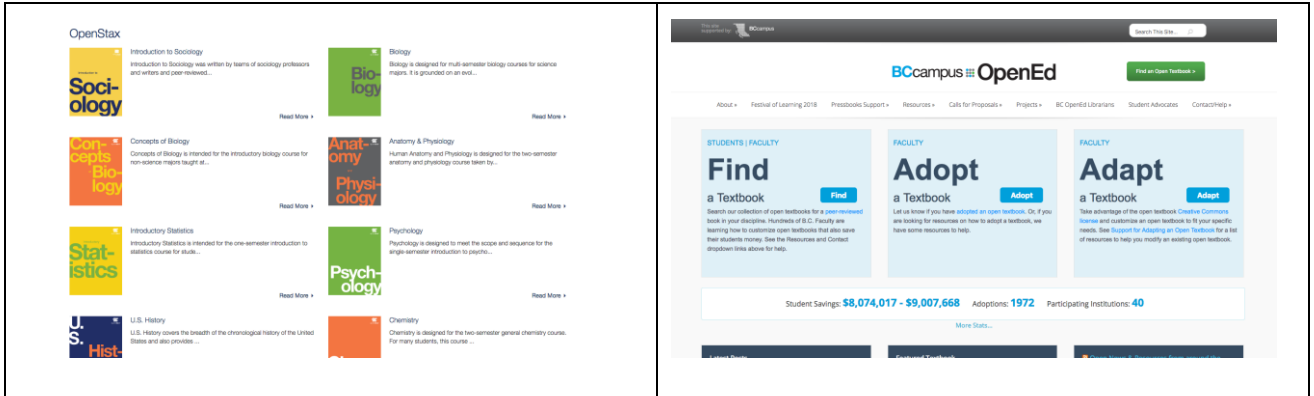 OpenStax
Soci-
ology
Introduction to Sociology
Introduction to Sociology was written by teams of sociology professors
and writers and peer-reviewed...
Read More ›
Bio-
logy
Biology
Biology is designed for multi-semester biology courses for science
majors. It is grounded on an evol...
Read More ›
Con-
cepts
Bio-
logy
Concepts of Biology
Concepts of Biology is intended for the introductory biology course for
non-science majors taught at...
Read More ›
Anat-
omy
Physi-
ology
Anatomy & Physiology
Human Anatomy and Physiology is designed for the two-semester
anatomy and physiology course taken by...
Read More ›
Stat-
istics
Introductory Statistics
Introductory Statistics is intended for the one-semester introduction to
statistics course for stude...
Read More ›
Psych-
ology
Psychology
Psychology is designed to meet the scope and sequence for the
single-semester introduction to psycho...
Read More ›
U.
S.
Hist-
U.S. History
U.S. History covers the breadth of the chronological history of the United
States and also provides ...
Chemistry
Chemistry is designed for the two-semester general chemistry course.
For many students, this course ...
This site
supported by
BCcampus
Search This Site...
BCcampus OpenEd
Find an Open Textbook >
About » Festival of Learning 2018 Pressbooks Support » Resources » Calls for Proposals » Projects » BC OpenEd Librarians Student Advocates Contact/Help »
STUDENTS | FACULTY
Find
a Textbook
Find
Search our collection of open textbooks for a peer-reviewed
book in your discipline. Hundreds of B.C. Faculty are
learning how to customize open textbooks that also save
their students money. See the Resources and Contact
dropdown links above for help.
FACULTY
Adopt
a Textbook
Adopt
Let us know if you have adopted an open textbook. Or, if you
are looking for resources on how to adopt a textbook, we
have some resources to help.
FACULTY
Adapt
a Textbook
Adapt
Take advantage of the open textbook Creative Commons
license and customize an open textbook to fit your specific
needs. See Support for Adapting an Open Textbook for a list
of resources to help you modify an existing open textbook.
Student Savings: $8,074,017 - $9,007,668 Adoptions: 1972 Participating Institutions: 40
More Stats...